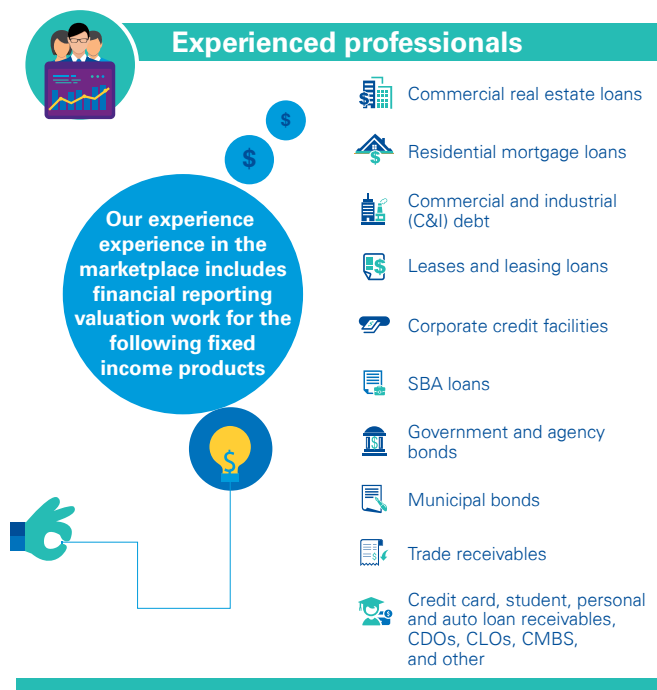 Experienced professionals
$
$
Our experience
experience in the
marketplace includes
financial reporting
valuation work for the
following fixed
income products
$
Commercial real estate loans
Residential mortgage loans
Commercial and industrial
(C&I) debt
Leases and leasing loans
Corporate credit facilities
SBA loans
Government and agency
bonds
Municipal bonds
Trade receivables
Credit card, student, personal
and auto loan receivables,
CDOs, CLOs, CMBS,
and other